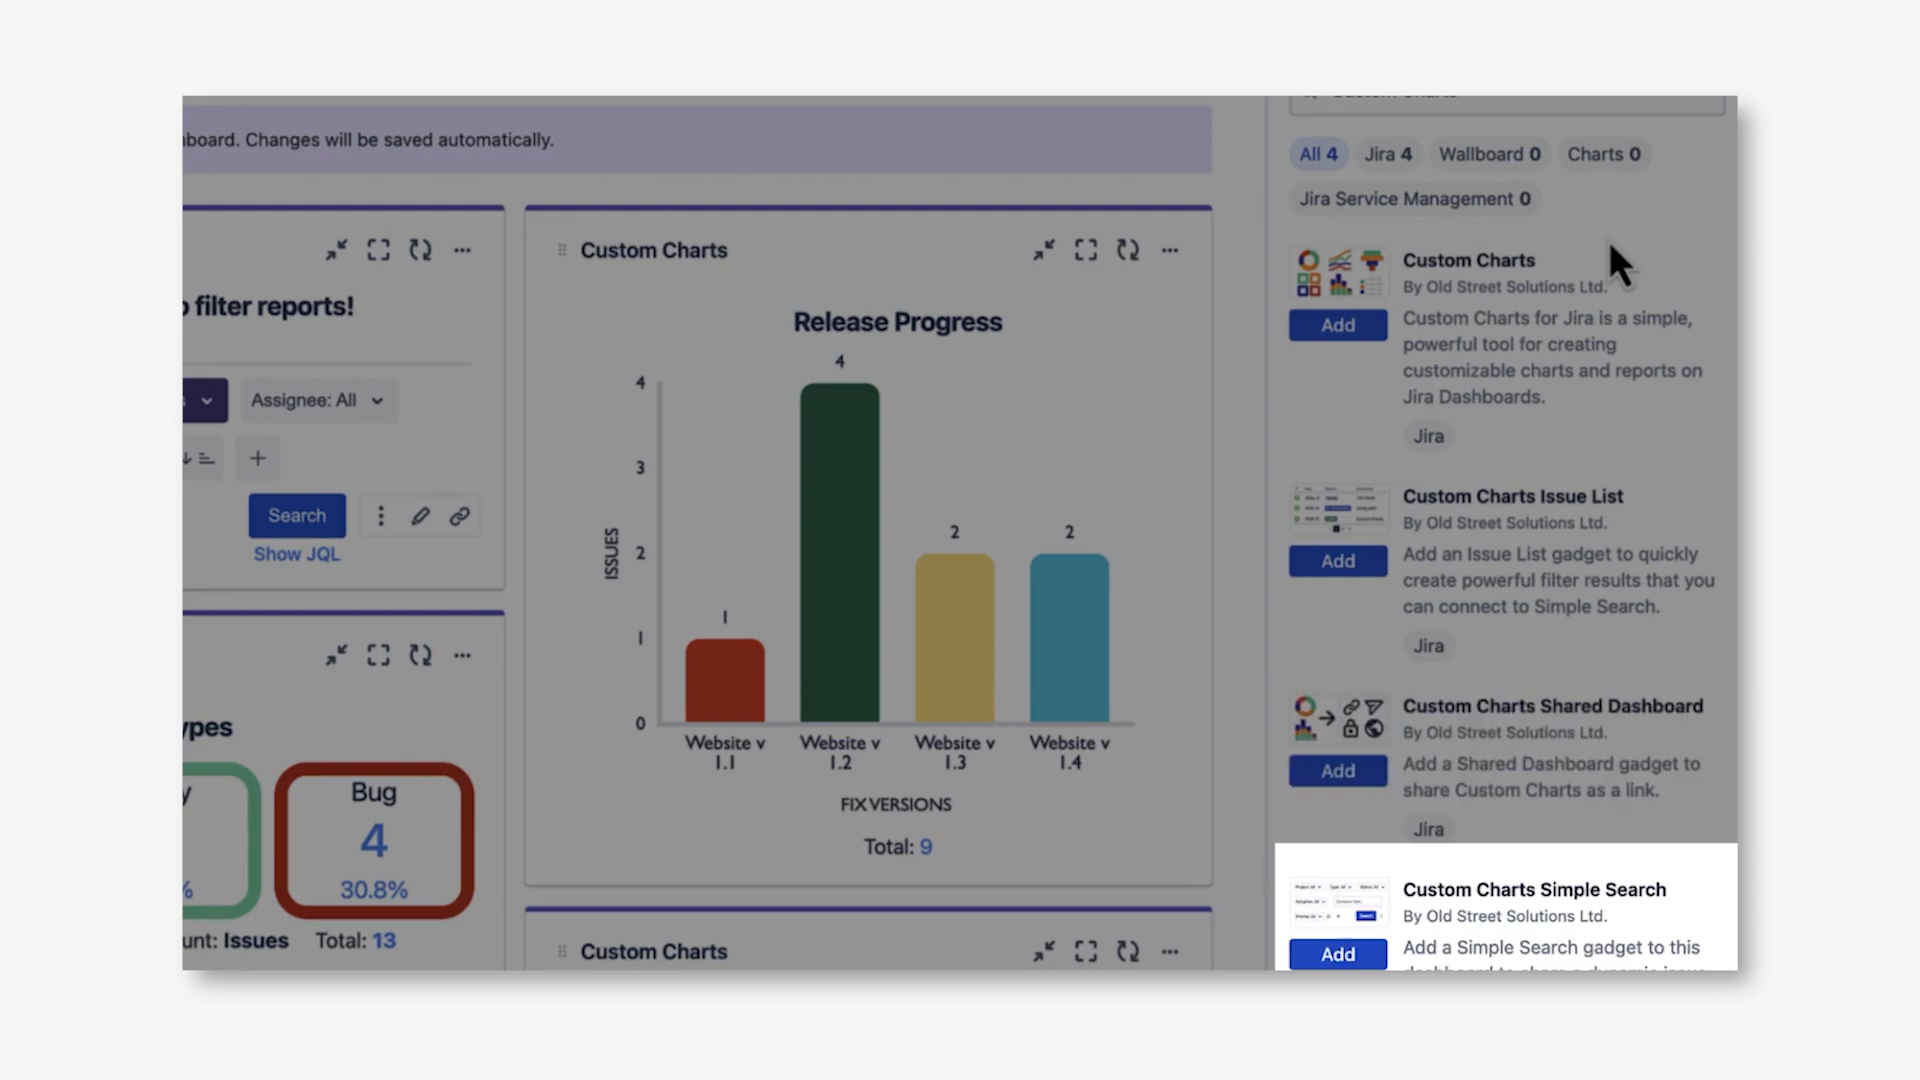 board. Changes will be saved automatically.
filter reports!
Assignee: All
Search
Show JQL
ypes
y
%
Bug
4
30.8%
unt: Issues Total: 13
Custom Charts
Release Progress
4
3
2
1
0
ISSUES
1
4
2
2
Website v 1.1
Website v 1.2
Website v 1.3
Website v 1.4
FIX VERSIONS
Total: 9
Custom Charts
All 4 Jira 4 Wallboard 0 Charts 0
Jira Service Management 0
Custom Charts
By Old Street Solutions Ltd.
Add
Custom Charts for Jira is a simple,
powerful tool for creating
customizable charts and reports on
Jira Dashboards.
Jira
Custom Charts Issue List
By Old Street Solutions Ltd.
Add
Add an Issue List gadget to quickly
create powerful filter results that you
can connect to Simple Search.
Jira
Custom Charts Shared Dashboard
By Old Street Solutions Ltd.
Add
Add a Shared Dashboard gadget to
share Custom Charts as a link.
Jira
Custom Charts Simple Search
By Old Street Solutions Ltd.
Add
Add a Simple Search gadget to this